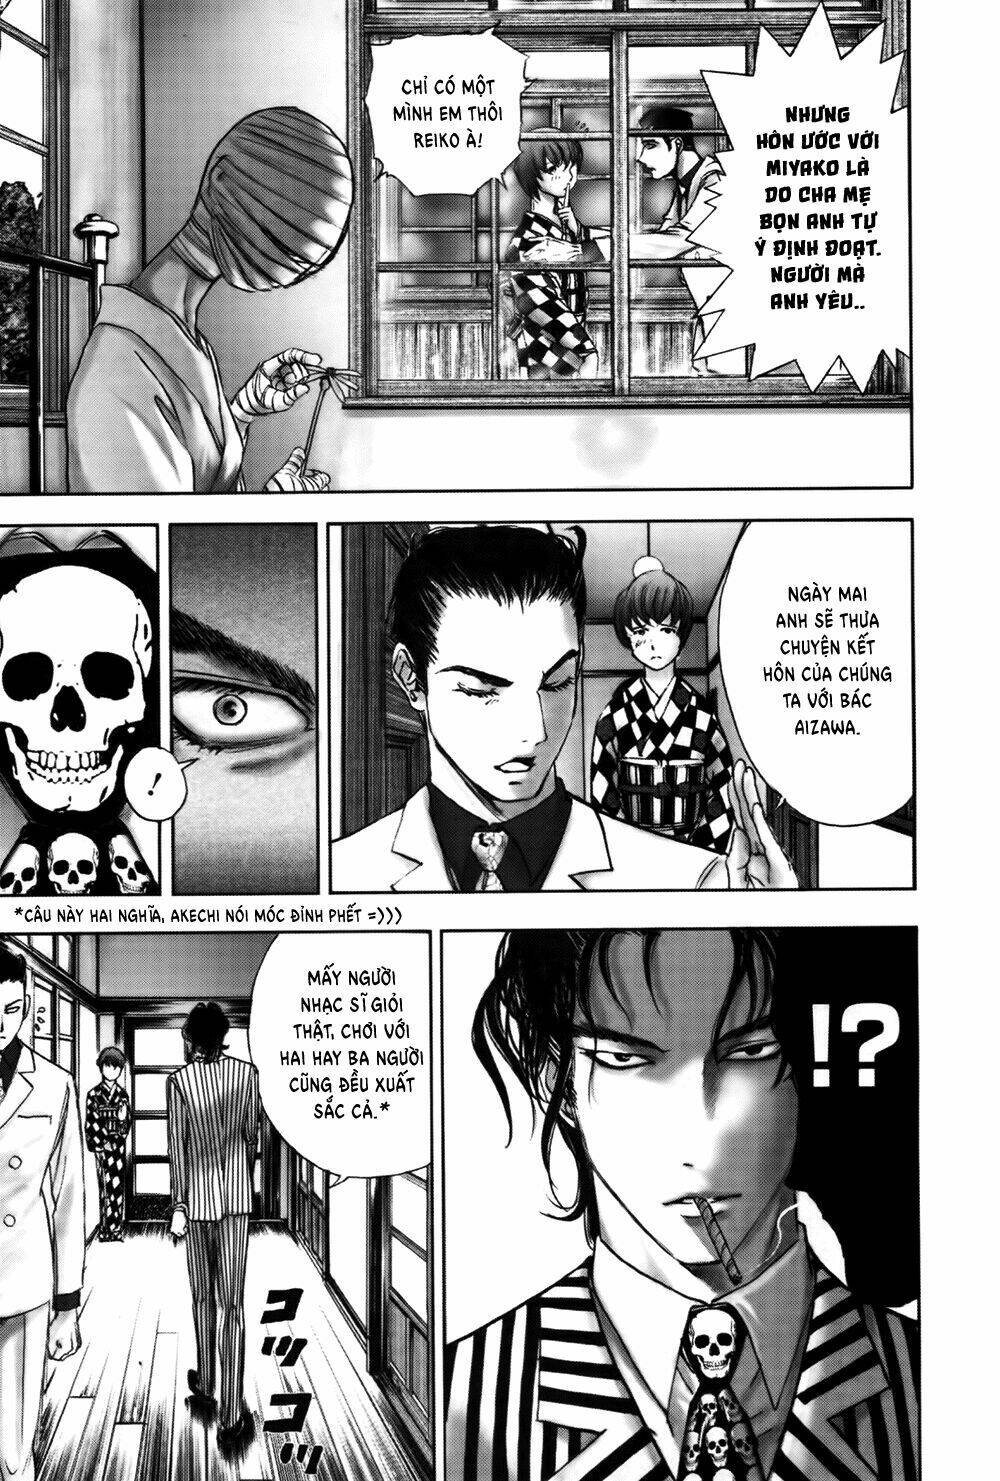 NHƯNG
HÔN ƯỚC VỚI
MIYAKO LÀ
DO CHA MẸ
BỌN ANH TỰ
Ý ĐỊNH ĐOẠT.
NGƯỜI MÀ
ANH YÊU..
CHỈ CÓ MỘT
MÌNH EM THÔI
REIKO À!
NGÀY MAI
ANH SẼ THƯA
CHUYỆN KẾT
HÔN CỦA CHÚNG
TA VỚI BÁC
AIZAWA.
!
*CÂU NÀY HAI NGHĨA, AKECHI NÓI MÓC ĐỈNH PHẾT =)))
!?
MẤY NGƯỜI
NHẠC SĨ GIỎI
THẬT, CHƠI VỚI
HAI HAY BA NGƯỜI
CŨNG ĐỀU XUẤT
SẮC CẢ.*
コツ
コツ